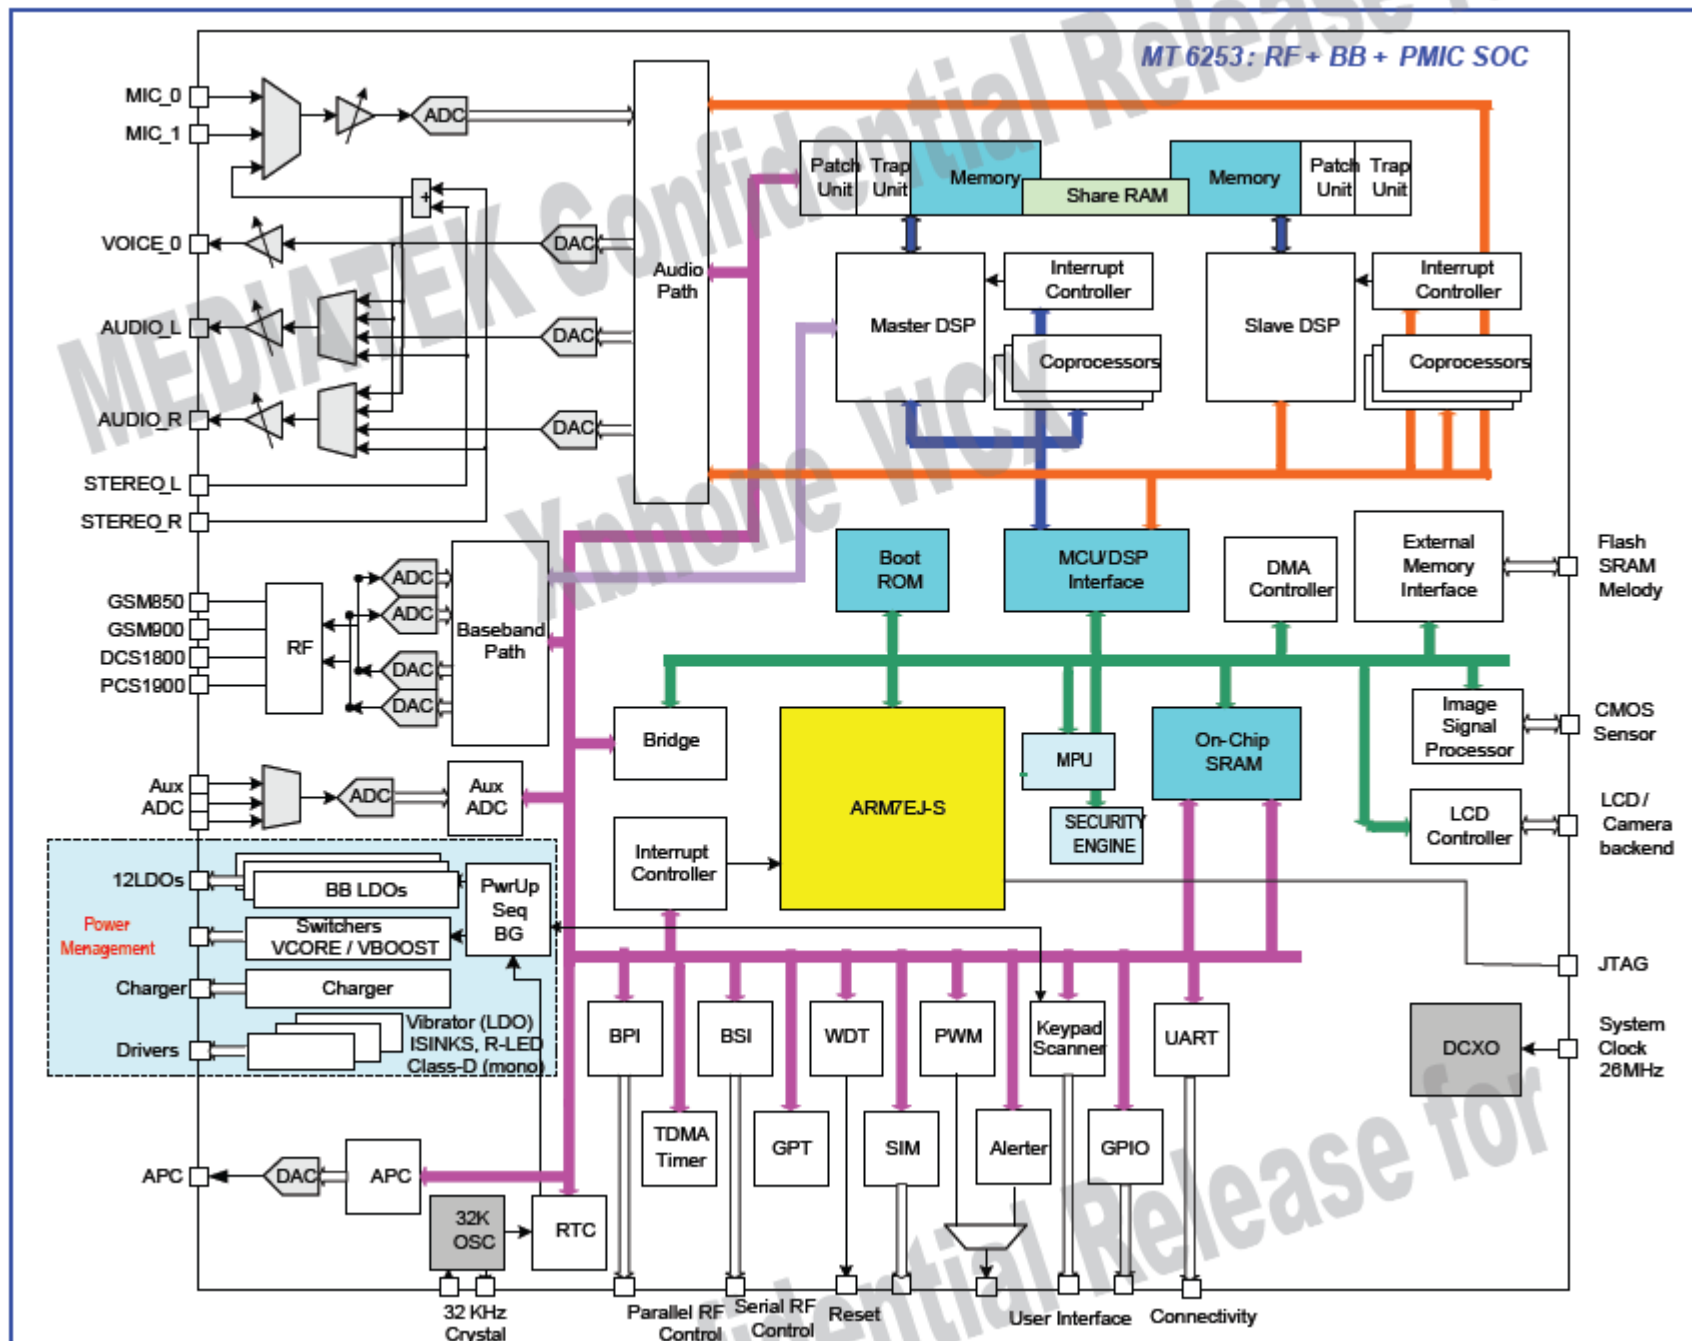 MT 6253 : RF + BB + PMIC SOC
MEDIATEK Confidential Release for
Xphone WCX
MIC_0
MIC_1
VOICE_0
AUDIO_L
AUDIO_R
STEREO_L
STEREO_R
ADC
+
DAC
DAC
DAC
Audio
Path
Patch
Unit
Trap
Unit
Memory
Share RAM
Memory
Patch
Unit
Trap
Unit
Master DSP
Interrupt
Controller
Coprocessors
Slave DSP
Interrupt
Controller
Coprocessors
GSM850
GSM900
DCS1800
PCS1900
RF
ADC
ADC
DAC
DAC
Baseband
Path
Boot
ROM
MCU/DSP
Interface
DMA
Controller
External
Memory
Interface
Flash
SRAM
Melody
Bridge
ARM7EJ-S
MPU
SECURITY
ENGINE
On-Chip
SRAM
Image
Signal
Processor
CMOS
Sensor
Aux
ADC
ADC
Aux
ADC
Interrupt
Controller
LCD
Controller
LCD /
Camera
backend
12LDOs
BB LDOs
PwrUp
Seq
BG
Power
Menagement
Switchers
VCORE / VBOOST
Charger
Charger
Drivers
Vibrator (LDO)
ISINKS, R-LED
Class-D (mono)
JTAG
BPI
BSI
WDT
PWM
Keypad
Scanner
UART
DCXO
System
Clock
26MHz
TDMA
Timer
GPT
SIM
Alerter
GPIO
APC
DAC
APC
32K
OSC
RTC
32 KHz
Crystal
Parallel RF
Control
Serial RF
Control
Reset
User Interface
Connectivity
fidential Release for